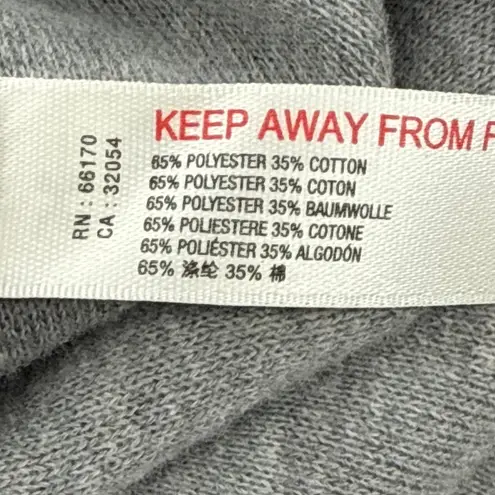 RN : 66170
CA : 32054
KEEP AWAY FROM F
65% POLYESTER 35% COTTON
65% POLYESTER 35% COTON
65% POLYESTER 35% BAUMWOLLE
65% POLIESTERE 35% COTONE
65% POLIÉSTER 35% ALGODÓN
65% 涤纶 35% 棉